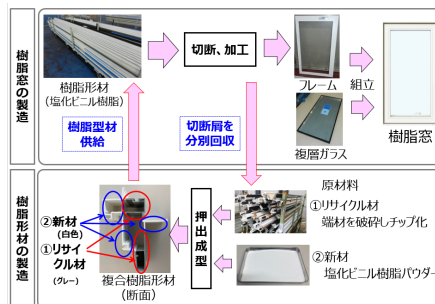 樹脂窓の製造
樹脂形材
(塩化ビニル樹脂)
切断、加工
フレーム
組立
複層ガラス
樹脂窓
樹脂型材
供給
切断屑を
分別回収
樹脂形材の製造
②新材
(白色)
①リサイ
クル材
(グレー)
複合樹脂形材
(断面)
押出成型
原材料
①リサイクル材
端材を破砕しチップ化
②新材
塩化ビニル樹脂パウダー